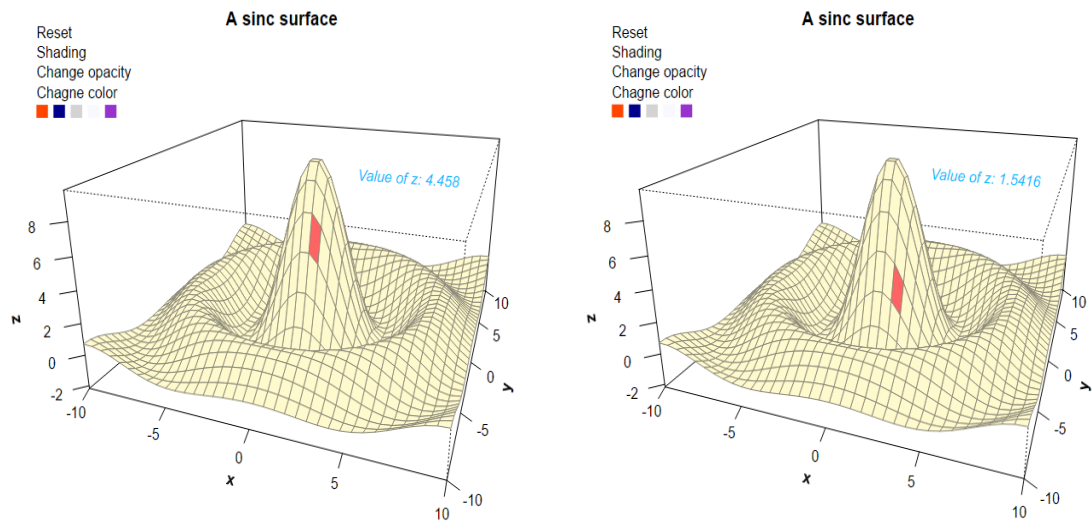 A sinc surface
Reset
Shading
Change opacity
Chagne color
Value of z: 4.458
8
6
4
2
0
-2
z
-10
-5
0
5
10
x
10
5
0
-5
-10
y
A sinc surface
Reset
Shading
Change opacity
Chagne color
Value of z: 1.5416
8
6
4
2
0
-2
z
-10
-5
0
5
10
x
10
5
0
-5
-10
y